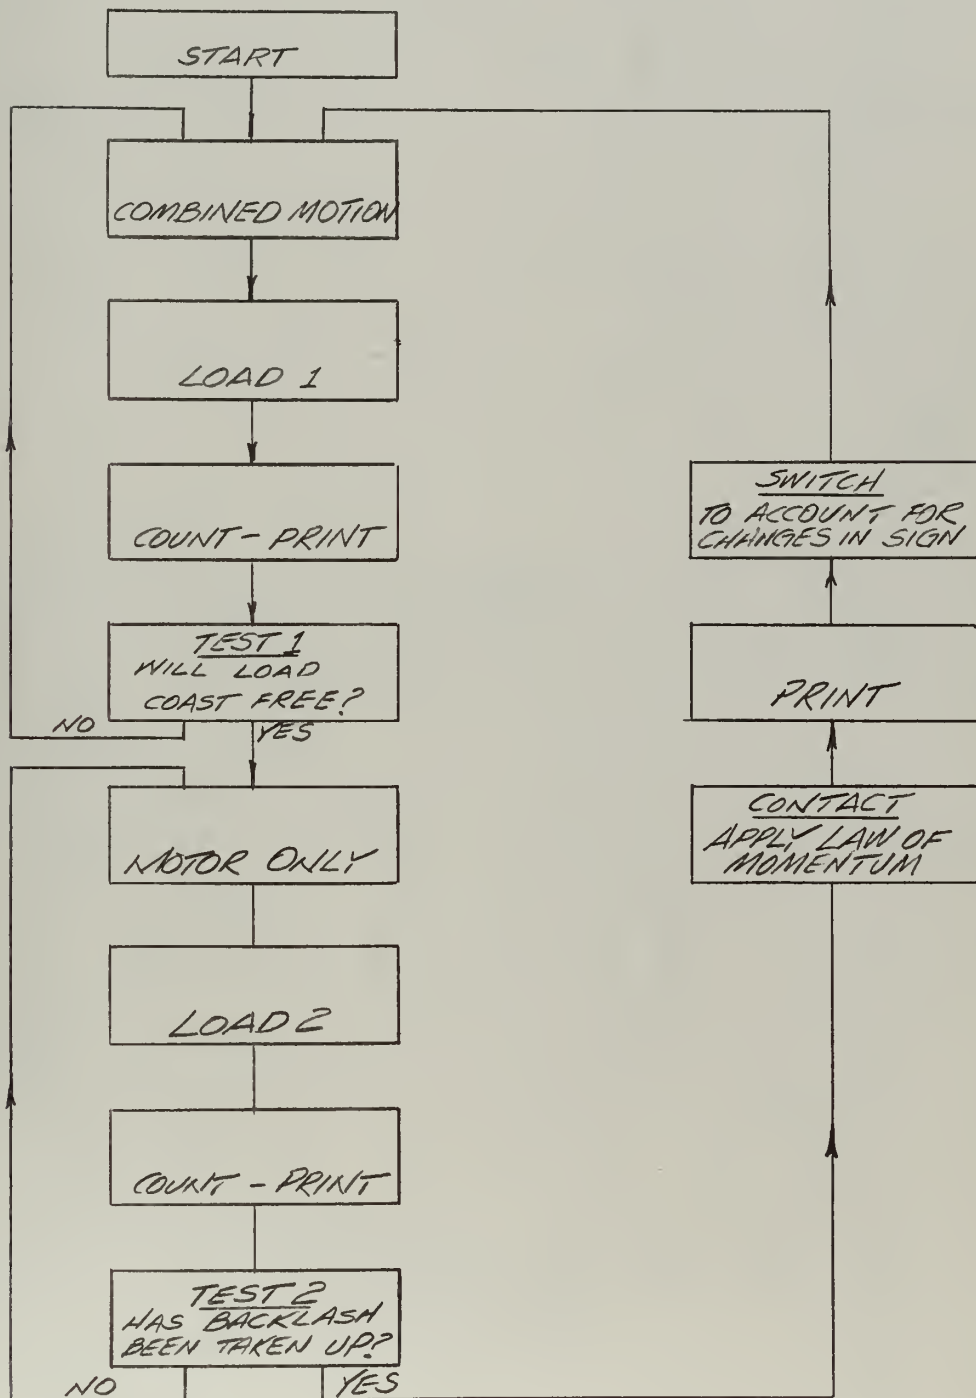 START
COMBINED MOTION
LOAD 1
COUNT - PRINT
TEST 1
WILL LOAD
COAST FREE?
NO
YES
MOTOR ONLY
LOAD 2
COUNT - PRINT
TEST 2
HAS BACKLASH
BEEN TAKEN UP?
NO
YES
SWITCH
TO ACCOUNT FOR
CHANGES IN SIGN
PRINT
CONTACT
APPLY LAW OF
MOMENTUM